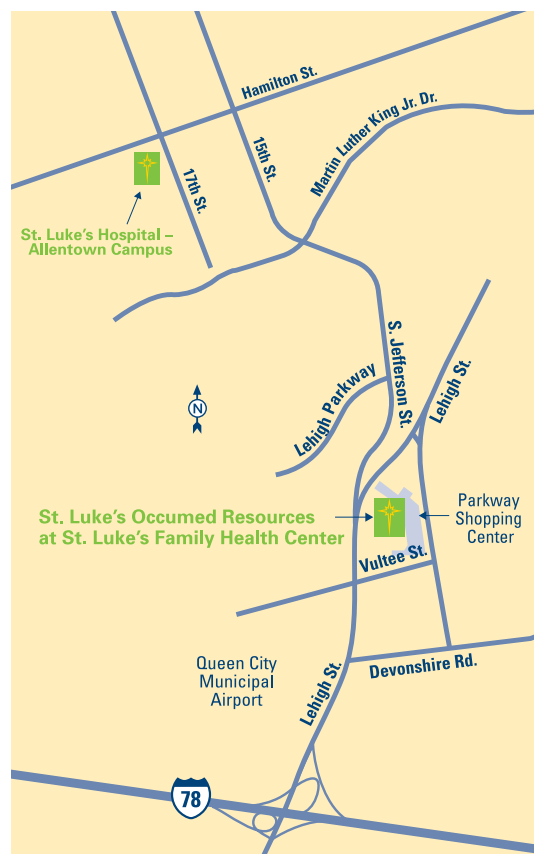 Hamilton St.
Martin Luther King Jr. Dr.
15th St.
17th St.
St. Luke's Hospital –
Allentown Campus
S. Jefferson St.
Lehigh Parkway
Lehigh St.
N
St. Luke's Occumed Resources
at St. Luke's Family Health Center
Parkway
Shopping
Center
Vultee St.
Queen City
Municipal
Airport
Lehigh St.
Devonshire Rd.
78